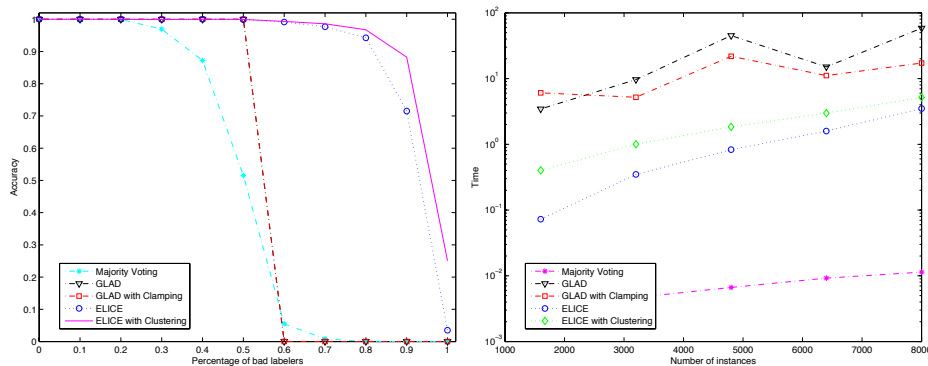 1
0.9
0.8
0.7
0.6
0.5
0.4
0.3
0.2
0.1
0
Accuracy
Majority Voting
GLAD
GLAD with Clamping
ELICE
ELICE with Clustering
0 0.1 0.2 0.3 0.4 0.5 0.6 0.7 0.8 0.9 1
Percentage of bad labelers
10^2
10^1
10^0
10^-1
10^-2
10^-3
Time
Majority Voting
GLAD
GLAD with Clamping
ELICE
ELICE with Clustering
1000 2000 3000 4000 5000 6000 7000 8000
Number of instances